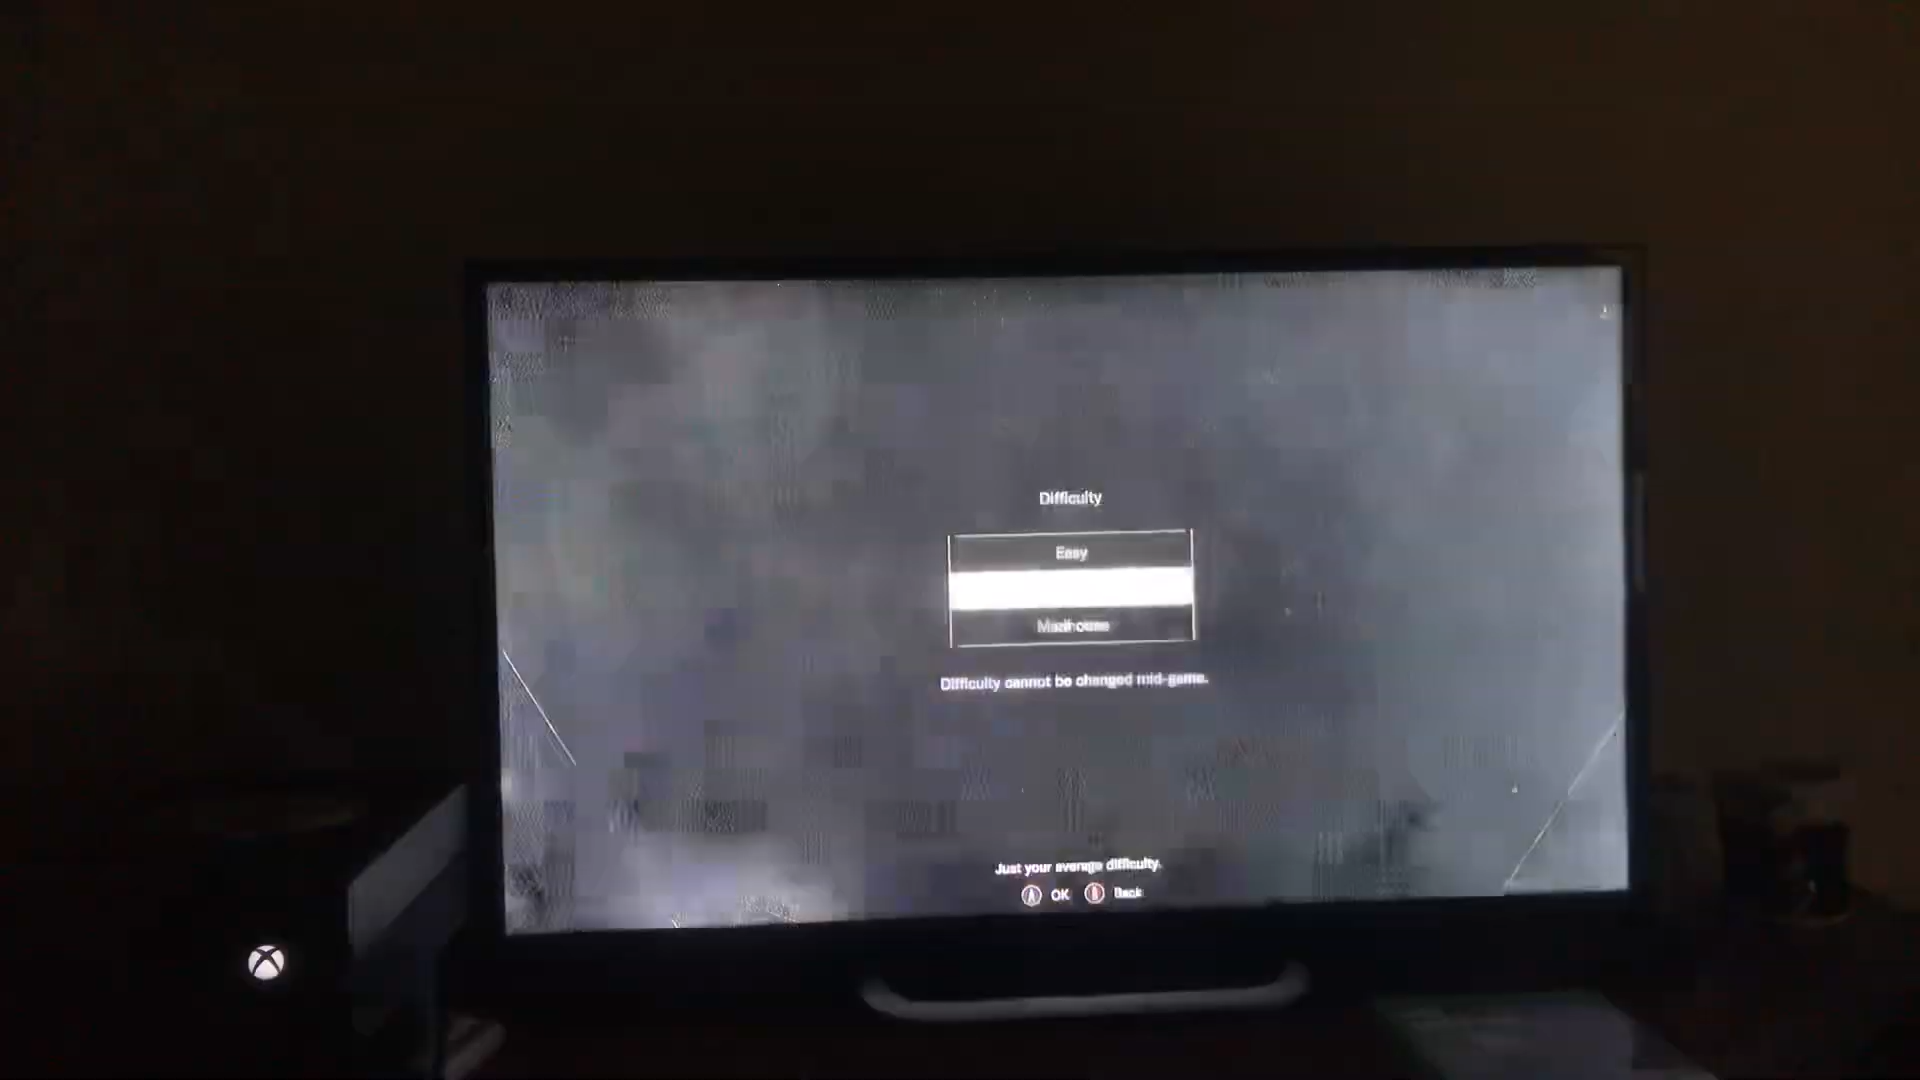 Difficulty
Easy
Madhouse
Difficulty cannot be changed mid-game.
Just your average difficulty.
A OK B Back